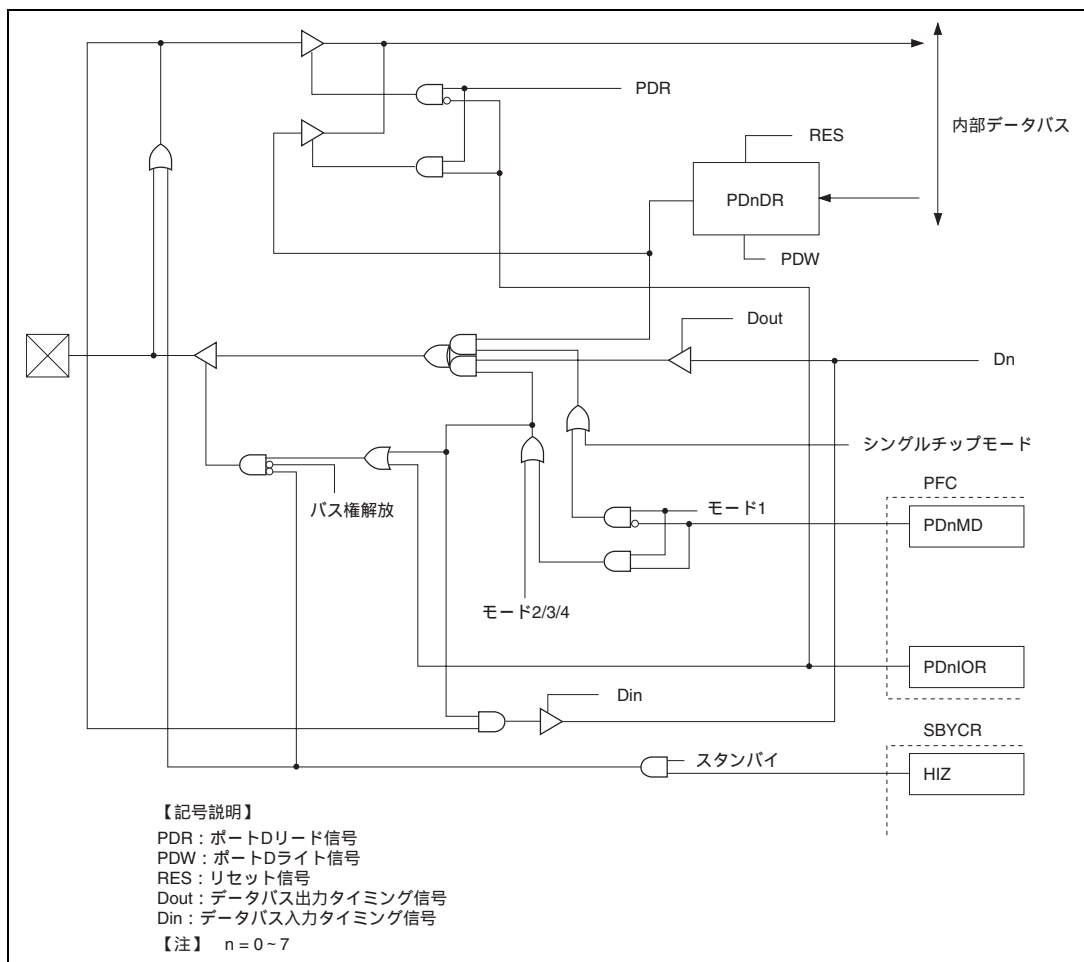 PDR
内部データバス
RES
PDnDR
PDW
Dout
Dn
シングルチップモード
PFC
バス権解放
モード1
PDnMD
モード2/3/4
PDnIOR
Din
SBYCR
スタンバイ
HIZ
【記号説明】
PDR：ポートDリード信号
PDW：ポートDライト信号
RES：リセット信号
Dout：データバス出力タイミング信号
Din：データバス入力タイミング信号
【注】 n = 0～7